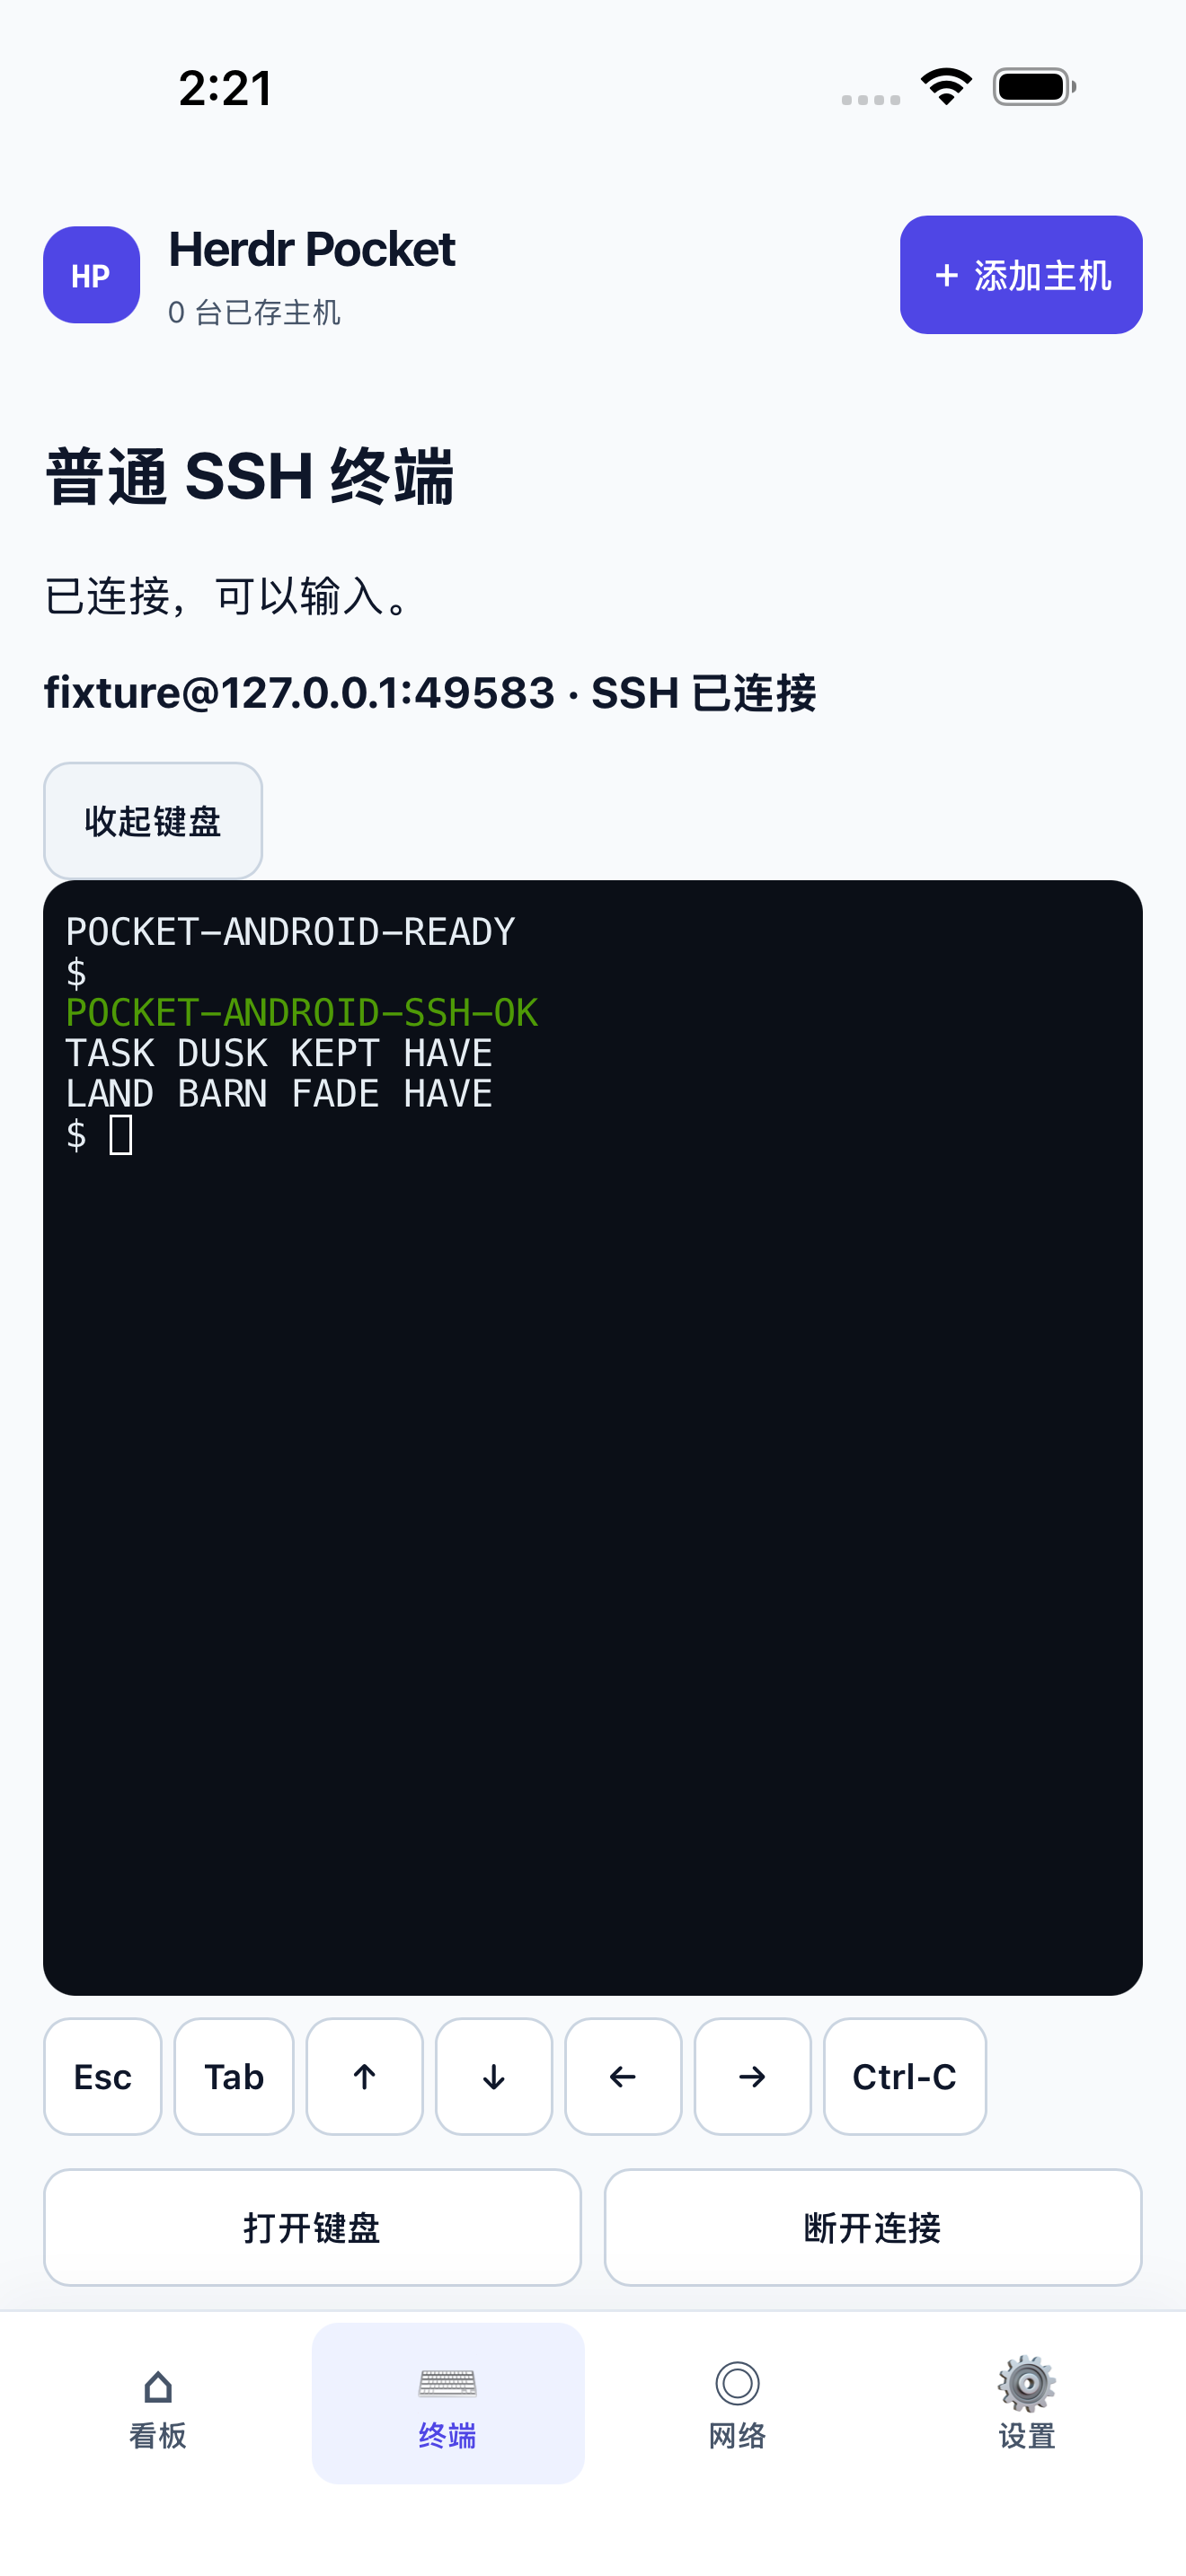 2:21
HP
Herdr Pocket
0 台已存主机
+ 添加主机
普通 SSH 终端
已连接，可以输入。
fixture@127.0.0.1:49583 · SSH 已连接
收起键盘
POCKET-ANDROID-READY
$
POCKET-ANDROID-SSH-OK
TASK DUSK KEPT HAVE
LAND BARN FADE HAVE
$
Esc Tab ↑ ↓ ← → Ctrl-C
打开键盘 断开连接
看板 终端 网络 设置